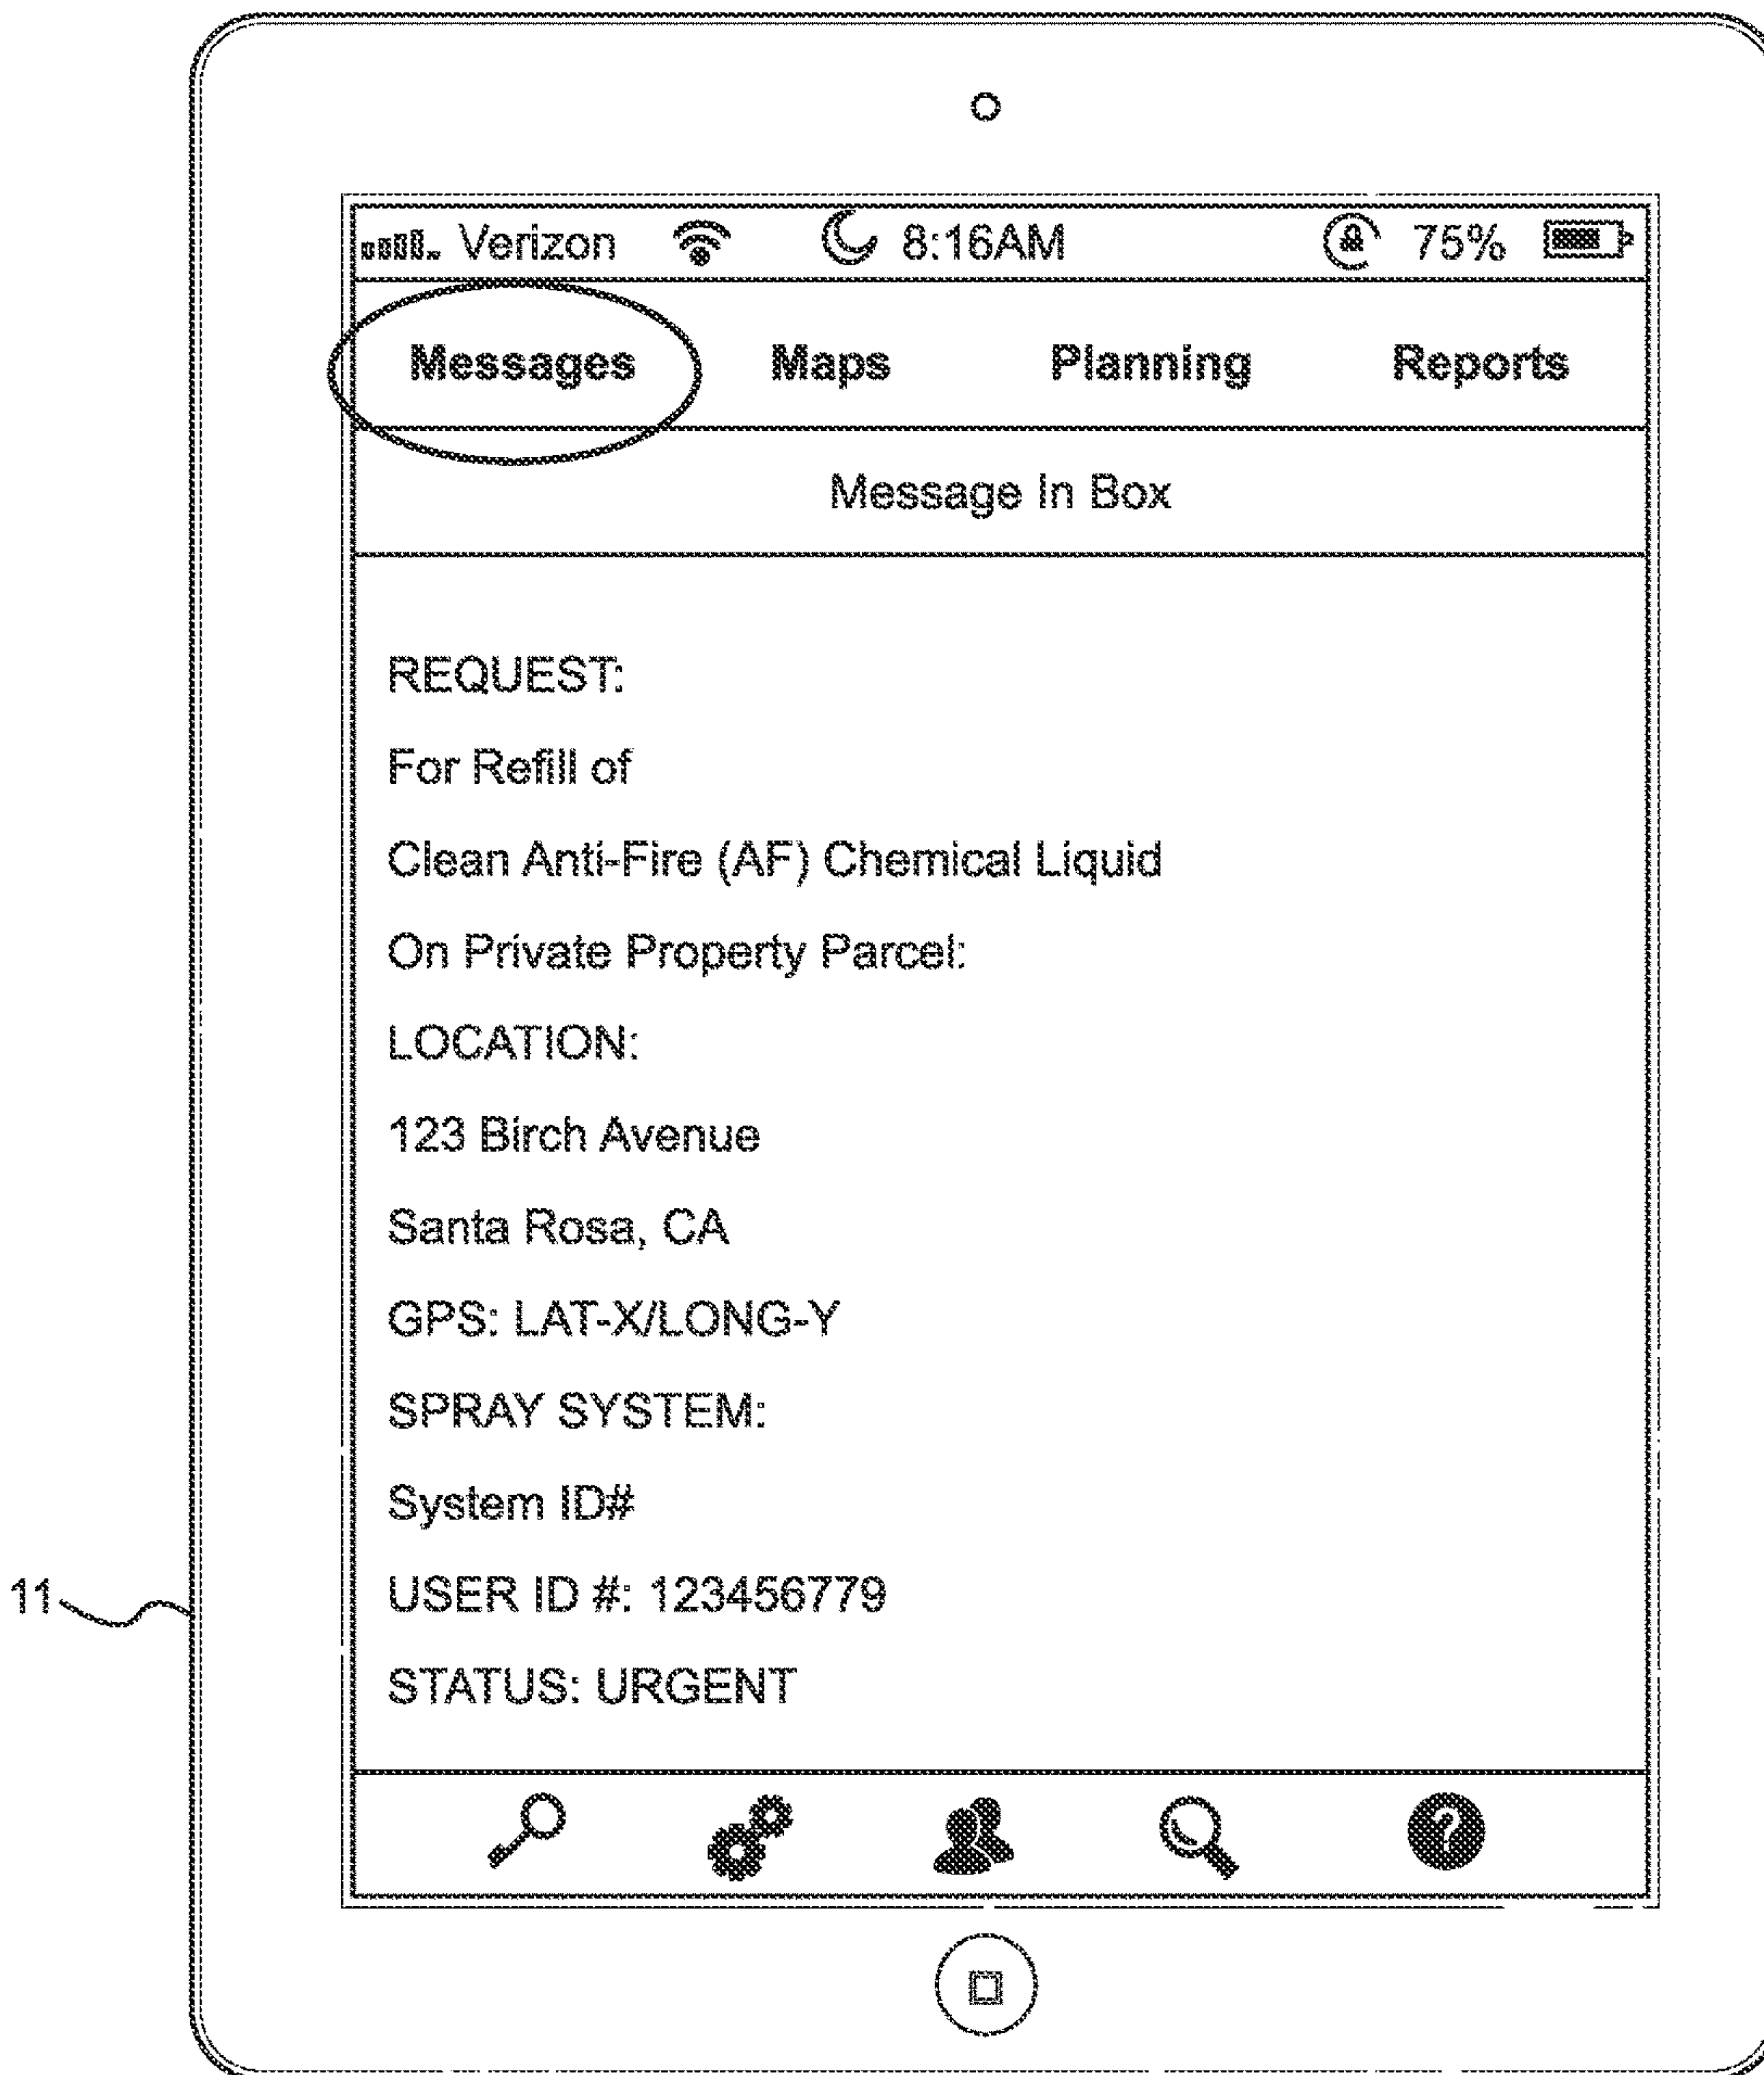 Verizon 8:16AM 75%
Messages Maps Planning Reports
Message In Box
REQUEST:
For Refill of
Clean Anti-Fire (AF) Chemical Liquid
On Private Property Parcel:
LOCATION:
123 Birch Avenue
Santa Rosa, CA
GPS: LAT-X/LONG-Y
SPRAY SYSTEM:
System ID#
11
USER ID #: 123456779
STATUS: URGENT
?